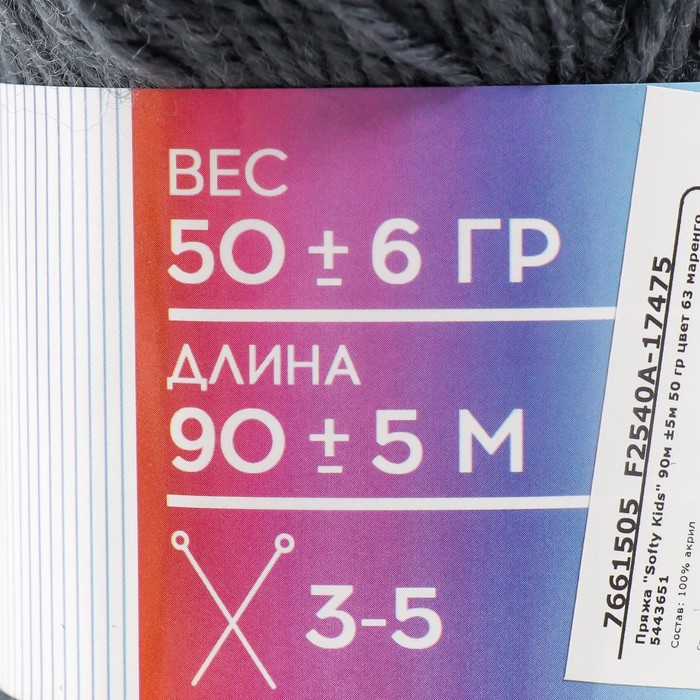 ВЕС
50 ± 6 ГР
ДЛИНА
90 ± 5 М
3-5
7661505 F2540A-17475
Пряжа "Softy Kids" 90м ±5м 50 гр цвет 63 маренго
5443651
Состав: 100% акрил